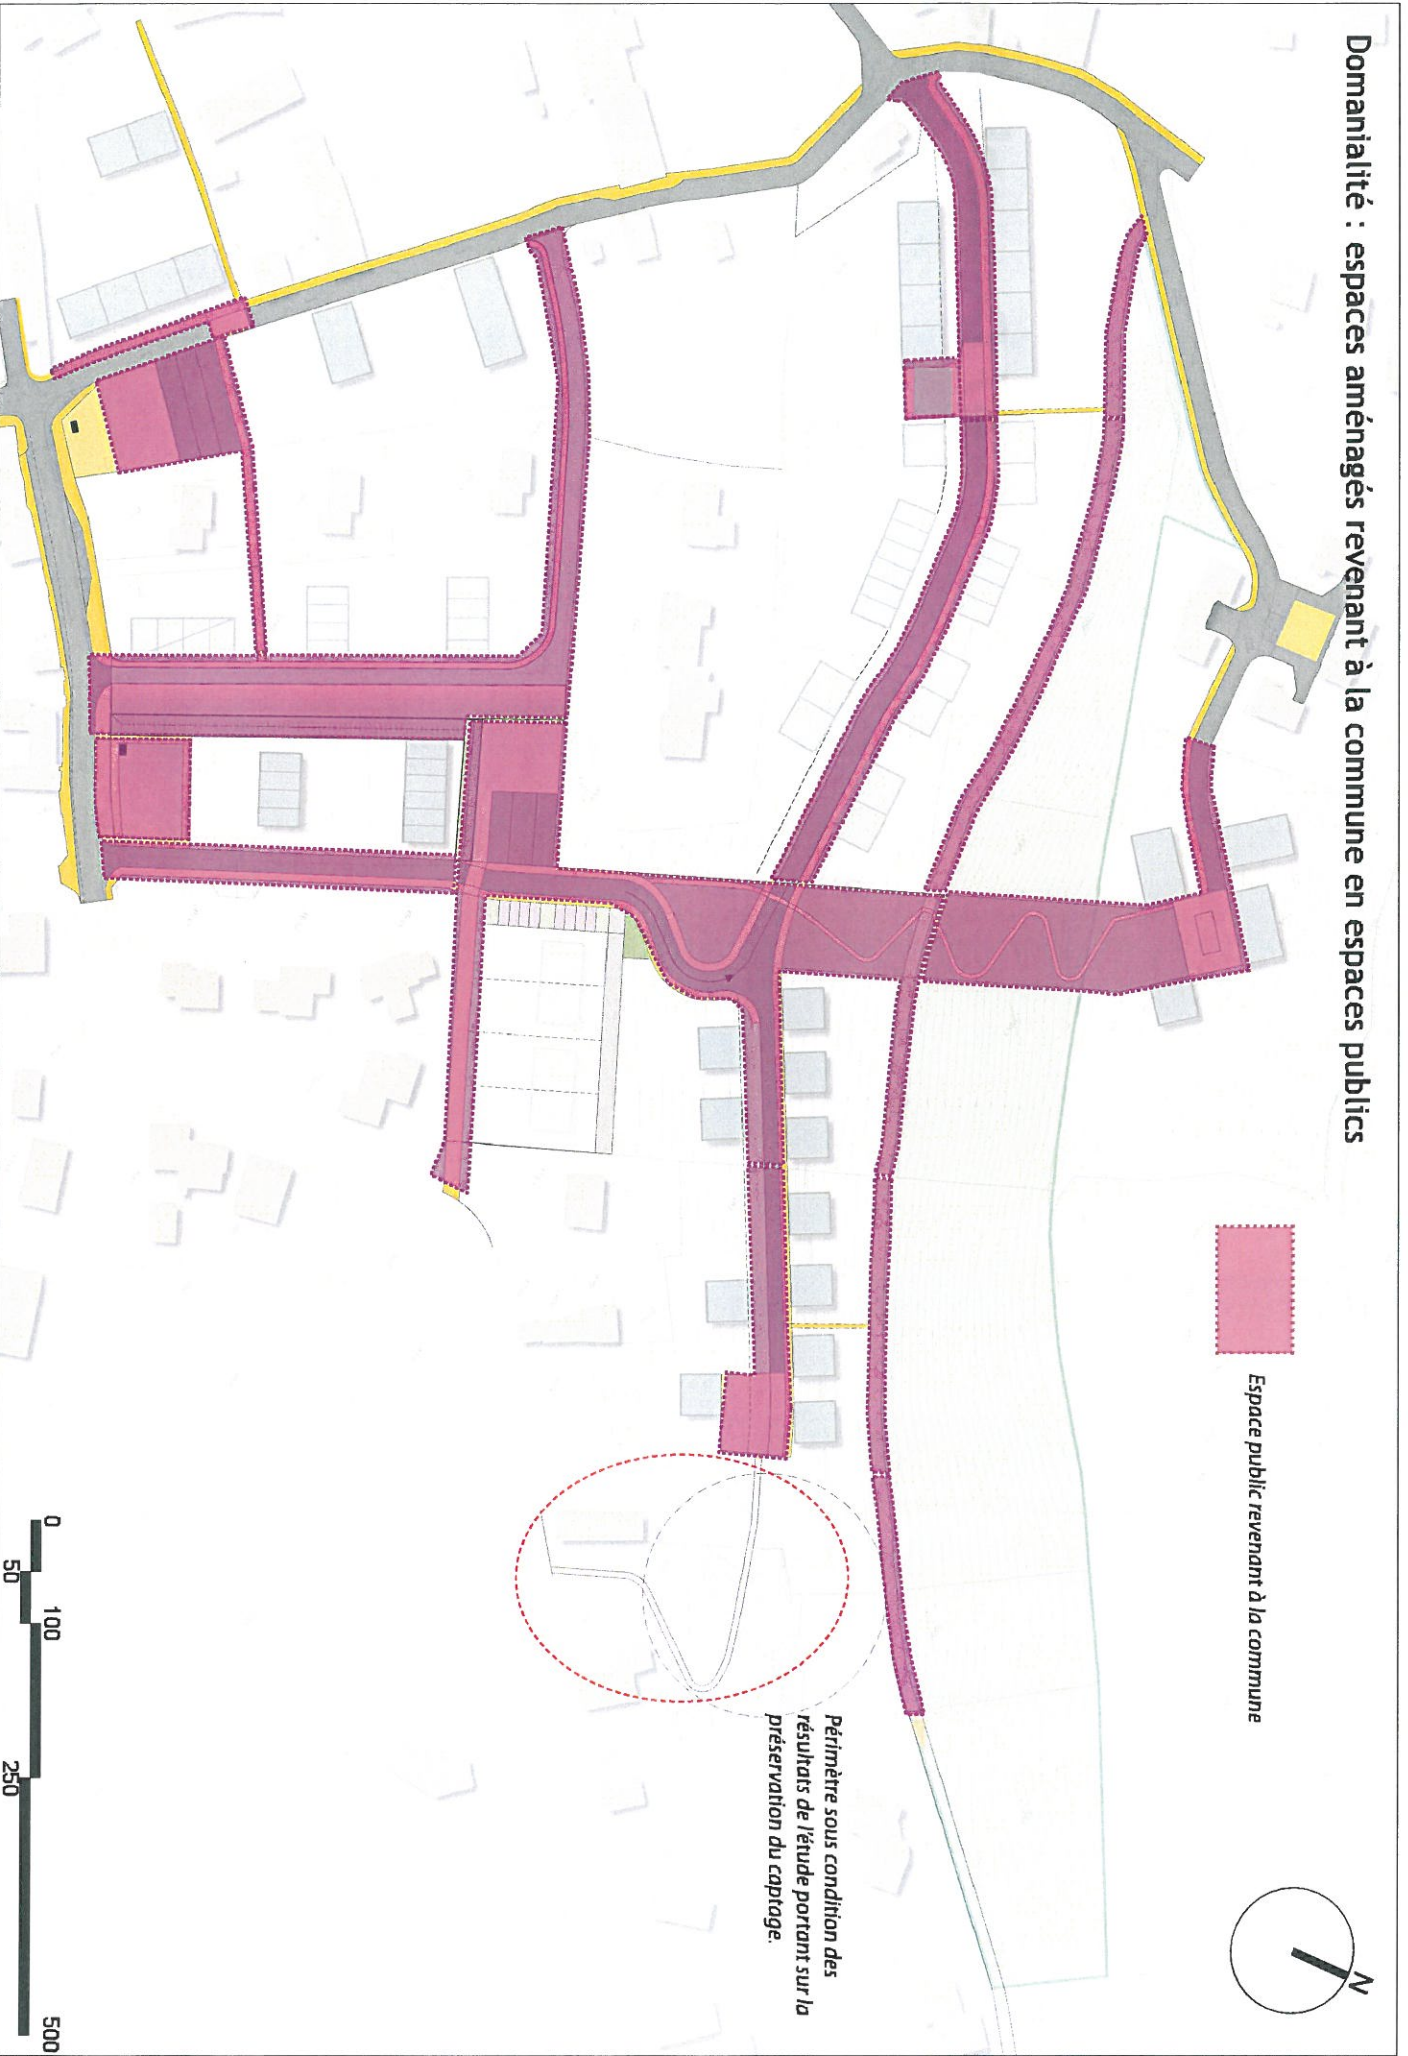 Domanialité : espaces aménagés revenant à la commune en espaces publics
Espace public revenant à la commune
N
Périmètre sous condition des
résultats de l'étude portant sur la
préservation du captage.
0
50
100
250
500